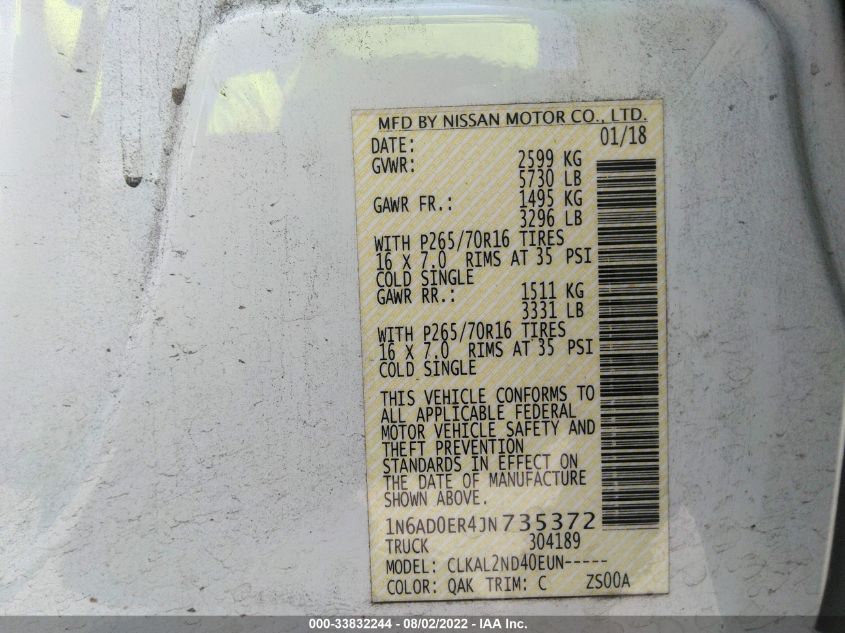 MFD BY NISSAN MOTOR CO., LTD.
DATE: 01/18
GVWR: 2599 KG
5730 LB
GAWR FR.: 1495 KG
3296 LB
WITH P265/70R16 TIRES
16 X 7.0 RIMS AT 35 PSI
COLD SINGLE
GAWR RR.: 1511 KG
3331 LB
WITH P265/70R16 TIRES
16 X 7.0 RIMS AT 35 PSI
COLD SINGLE
THIS VEHICLE CONFORMS TO
ALL APPLICABLE FEDERAL
MOTOR VEHICLE SAFETY AND
THEFT PREVENTION
STANDARDS IN EFFECT ON
THE DATE OF MANUFACTURE
SHOWN ABOVE.
1N6AD0ER4JN735372
TRUCK 304189
MODEL: CLKAL2ND40EUN-----
COLOR: QAK TRIM: C ZS00A
000-33832244 - 08/02/2022 - IAA Inc.